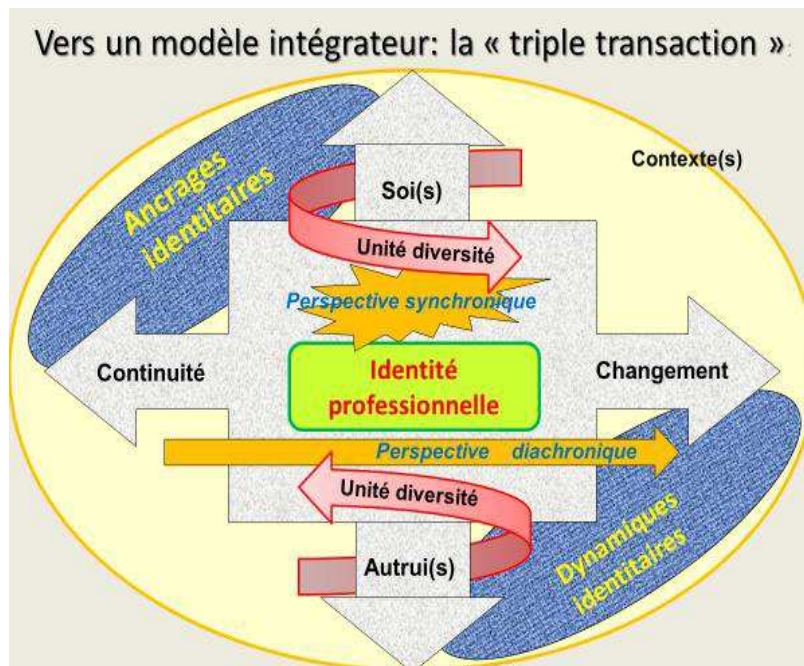 Vers un modèle intégrateur: la « triple transaction »:
Contexte(s)
Ancrages
identitaires
Soi(s)
Unité diversité
Perspective synchronique
Continuité
Identité
professionnelle
Changement
Perspective diachronique
Unité diversité
Autrui(s)
Dynamiques
identitaires